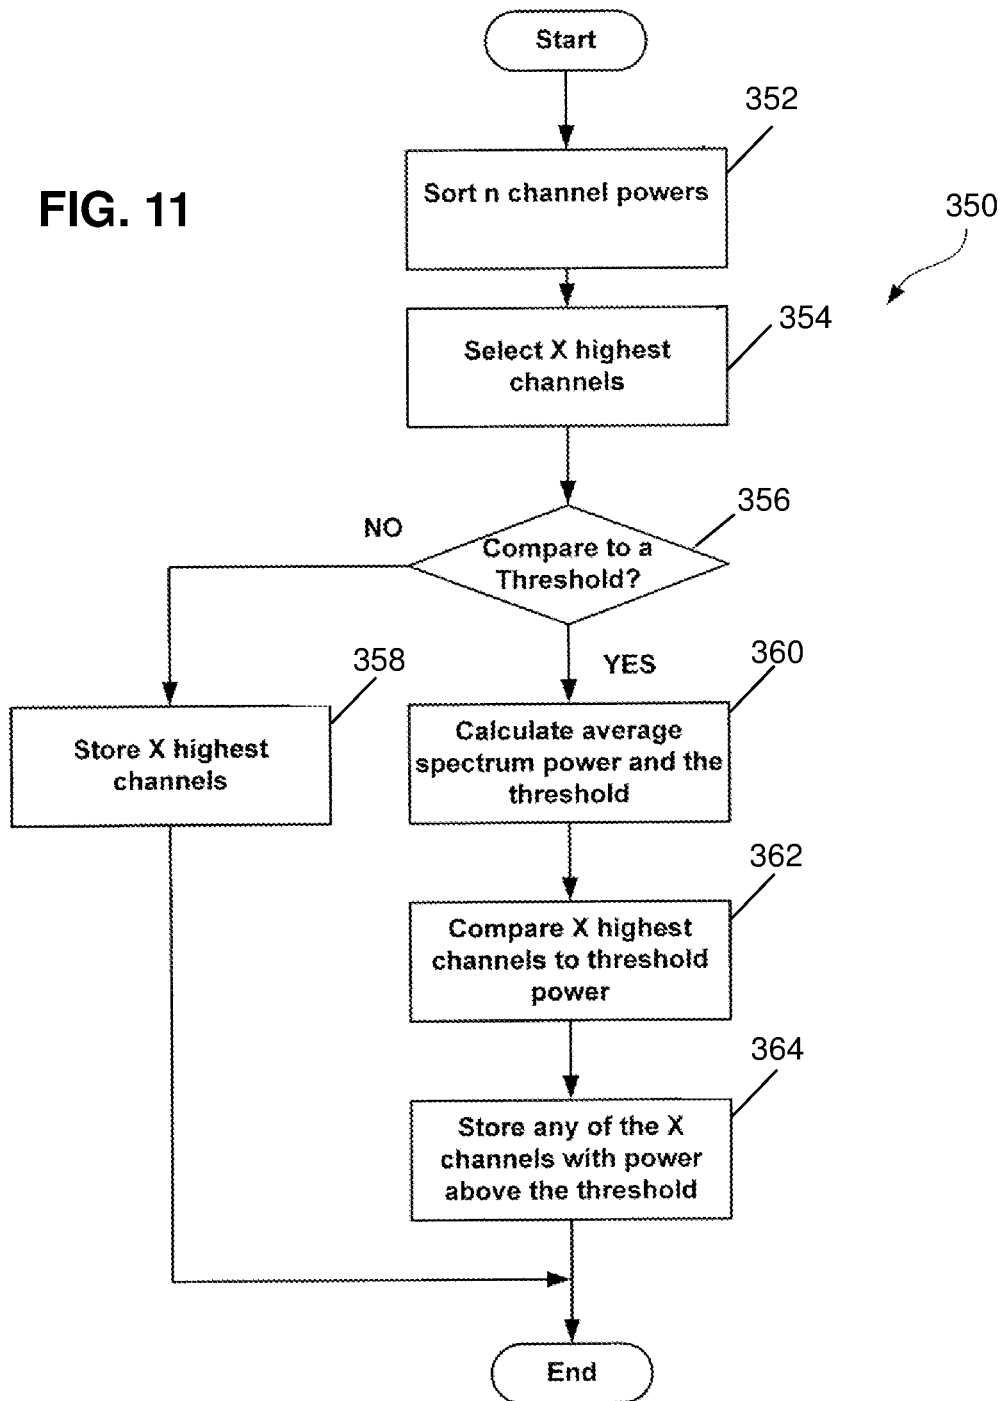 Start
352
Sort n channel powers
FIG. 11
350
354
Select X highest
channels
356
NO
Compare to a
Threshold?
YES
358
360
Store X highest
channels
Calculate average
spectrum power and the
threshold
362
Compare X highest
channels to threshold
power
364
Store any of the X
channels with power
above the threshold
End